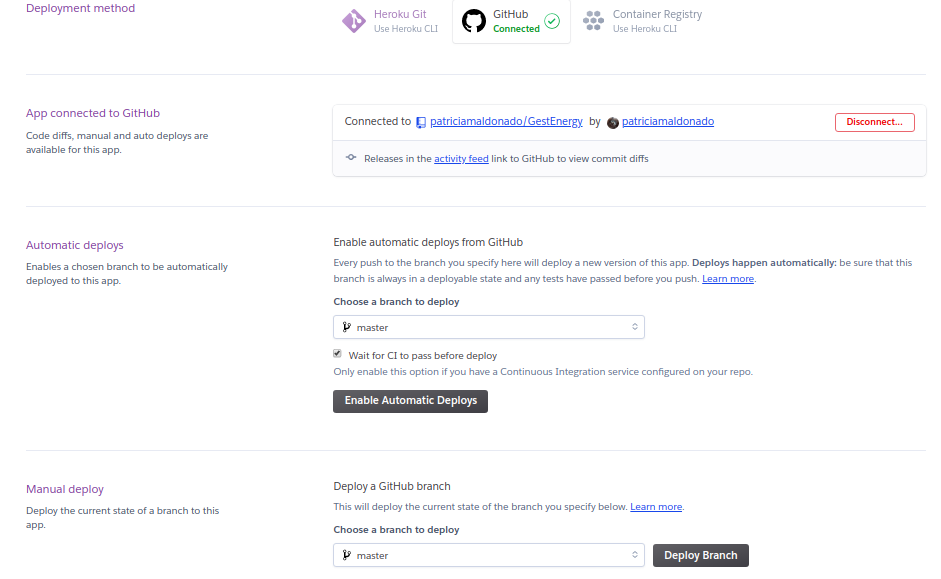 Deployment method
Heroku Git
Use Heroku CLI
GitHub
Connected
Container Registry
Use Heroku CLI
App connected to GitHub
Code diffs, manual and auto deploys are
available for this app.
Connected to patriciamaldonado/GestEnergy by patriciamaldonado
Disconnect...
Releases in the activity feed link to GitHub to view commit diffs
Automatic deploys
Enables a chosen branch to be automatically
deployed to this app.
Enable automatic deploys from GitHub
Every push to the branch you specify here will deploy a new version of this app. Deploys happen automatically: be sure that this
branch is always in a deployable state and any tests have passed before you push. Learn more.
Choose a branch to deploy
master
Wait for CI to pass before deploy
Only enable this option if you have a Continuous Integration service configured on your repo.
Enable Automatic Deploys
Manual deploy
Deploy the current state of a branch to this
app.
Deploy a GitHub branch
This will deploy the current state of the branch you specify below. Learn more.
Choose a branch to deploy
master
Deploy Branch